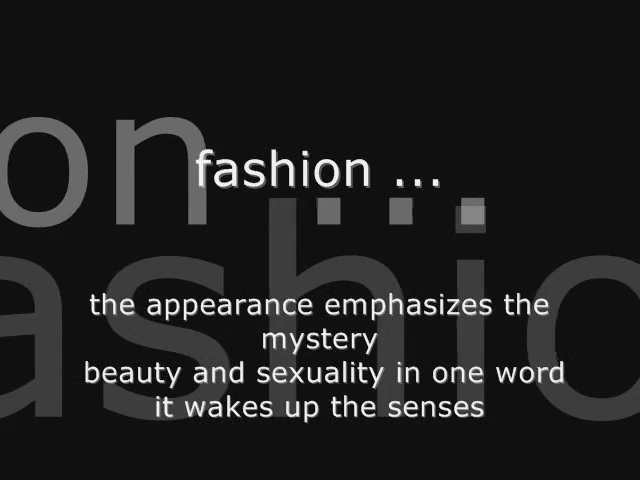 on ...
fashion ...
ashio
the appearance emphasizes the
mystery
beauty and sexuality in one word
it wakes up the senses